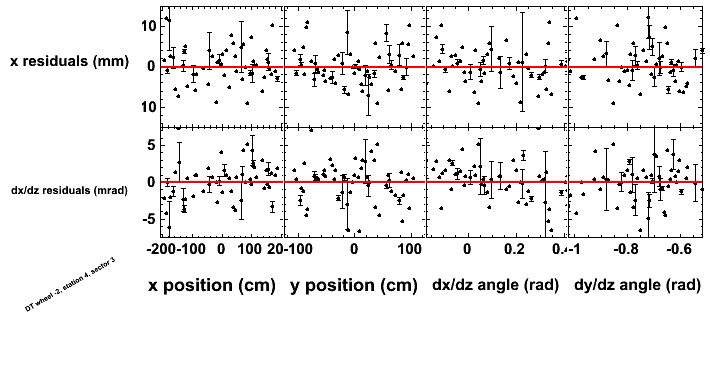 10
x residuals (mm)
0
10
5
dx/dz residuals (mrad)
0
-5
-200 -100 0 100 20 -100 0 100 0 0.2 0.4 -1 -0.8 -0.6
x position (cm) y position (cm) dx/dz angle (rad) dy/dz angle (rad)
DT wheel -2, station 4, sector 3